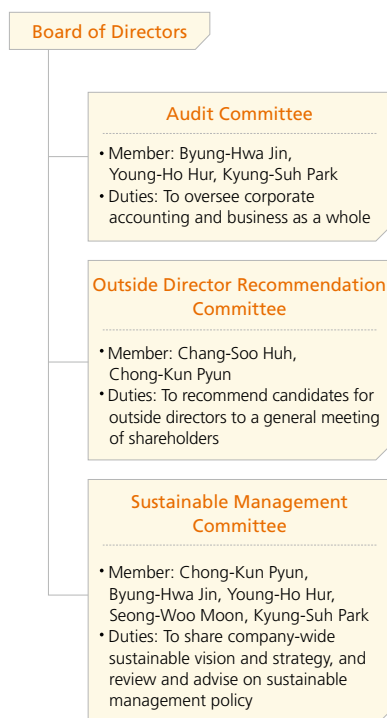 Board of Directors
Audit Committee
• Member: Byung-Hwa Jin,
Young-Ho Hur, Kyung-Suh Park
• Duties: To oversee corporate
accounting and business as a whole
Outside Director Recommendation
Committee
• Member: Chang-Soo Huh,
Chong-Kun Pyun
• Duties: To recommend candidates for
outside directors to a general meeting
of shareholders
Sustainable Management
Committee
• Member: Chong-Kun Pyun,
Byung-Hwa Jin, Young-Ho Hur,
Seong-Woo Moon, Kyung-Suh Park
• Duties: To share company-wide
sustainable vision and strategy, and
review and advise on sustainable
management policy